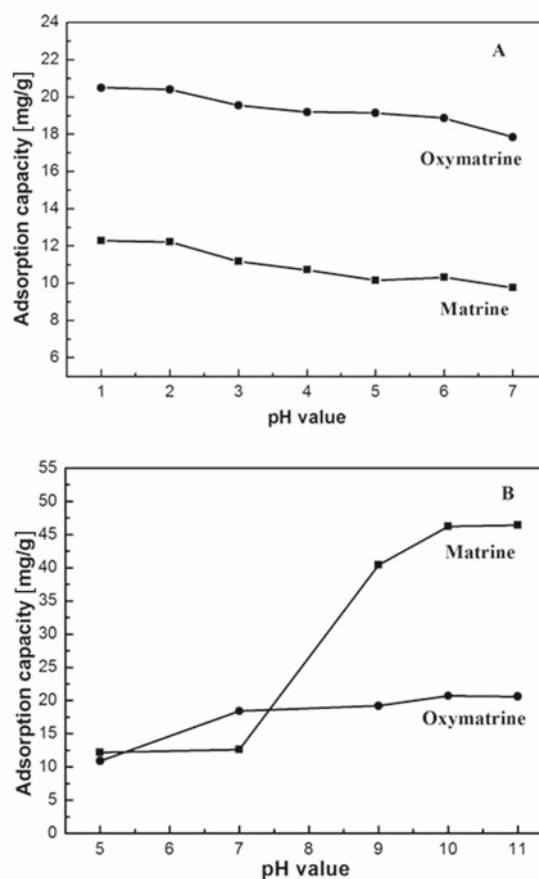 24
22
20
18
16
14
12
10
8
6
Adsorption capacity [mg/g]
A
Oxymatrine
Matrine
1 2 3 4 5 6 7
pH value
55
50
45
40
35
30
25
20
15
10
5
0
Adsorption capacity [mg/g]
B
Matrine
Oxymatrine
5 6 7 8 9 10 11
pH value